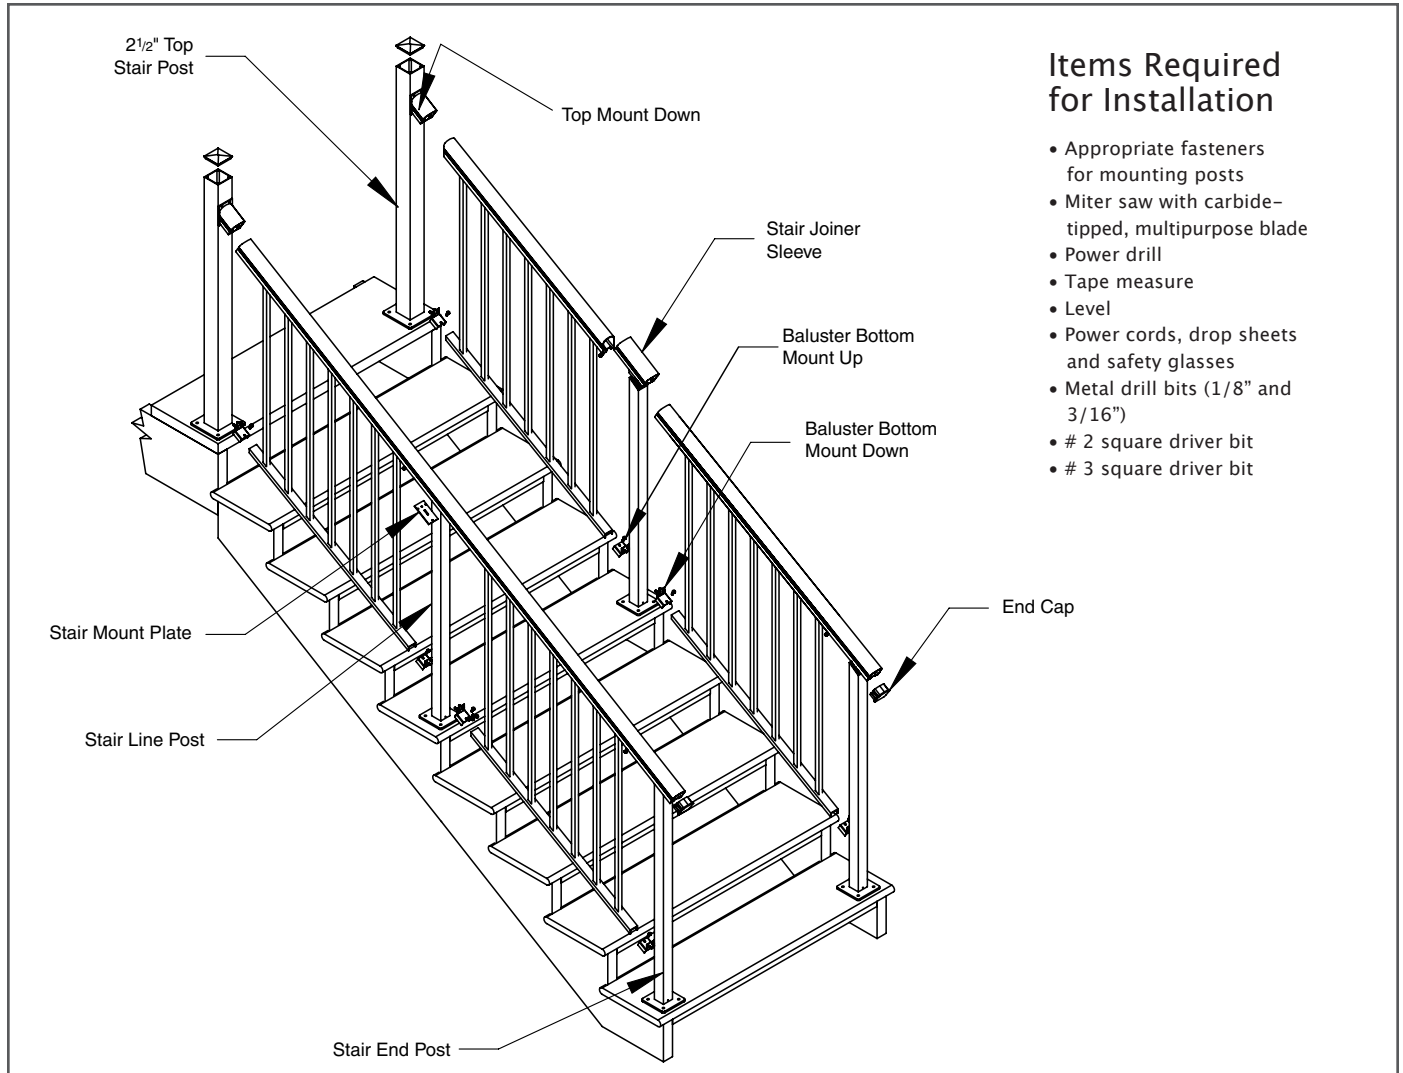 2 1/2" Top
Stair Post
Top Mount Down
Stair Joiner
Sleeve
Baluster Bottom
Mount Up
Baluster Bottom
Mount Down
End Cap
Stair Mount Plate
Stair Line Post
Stair End Post
Items Required
for Installation
• Appropriate fasteners
for mounting posts
• Miter saw with carbide-
tipped, multipurpose blade
• Power drill
• Tape measure
• Level
• Power cords, drop sheets
and safety glasses
• Metal drill bits (1/8” and
3/16”)
• # 2 square driver bit
• # 3 square driver bit